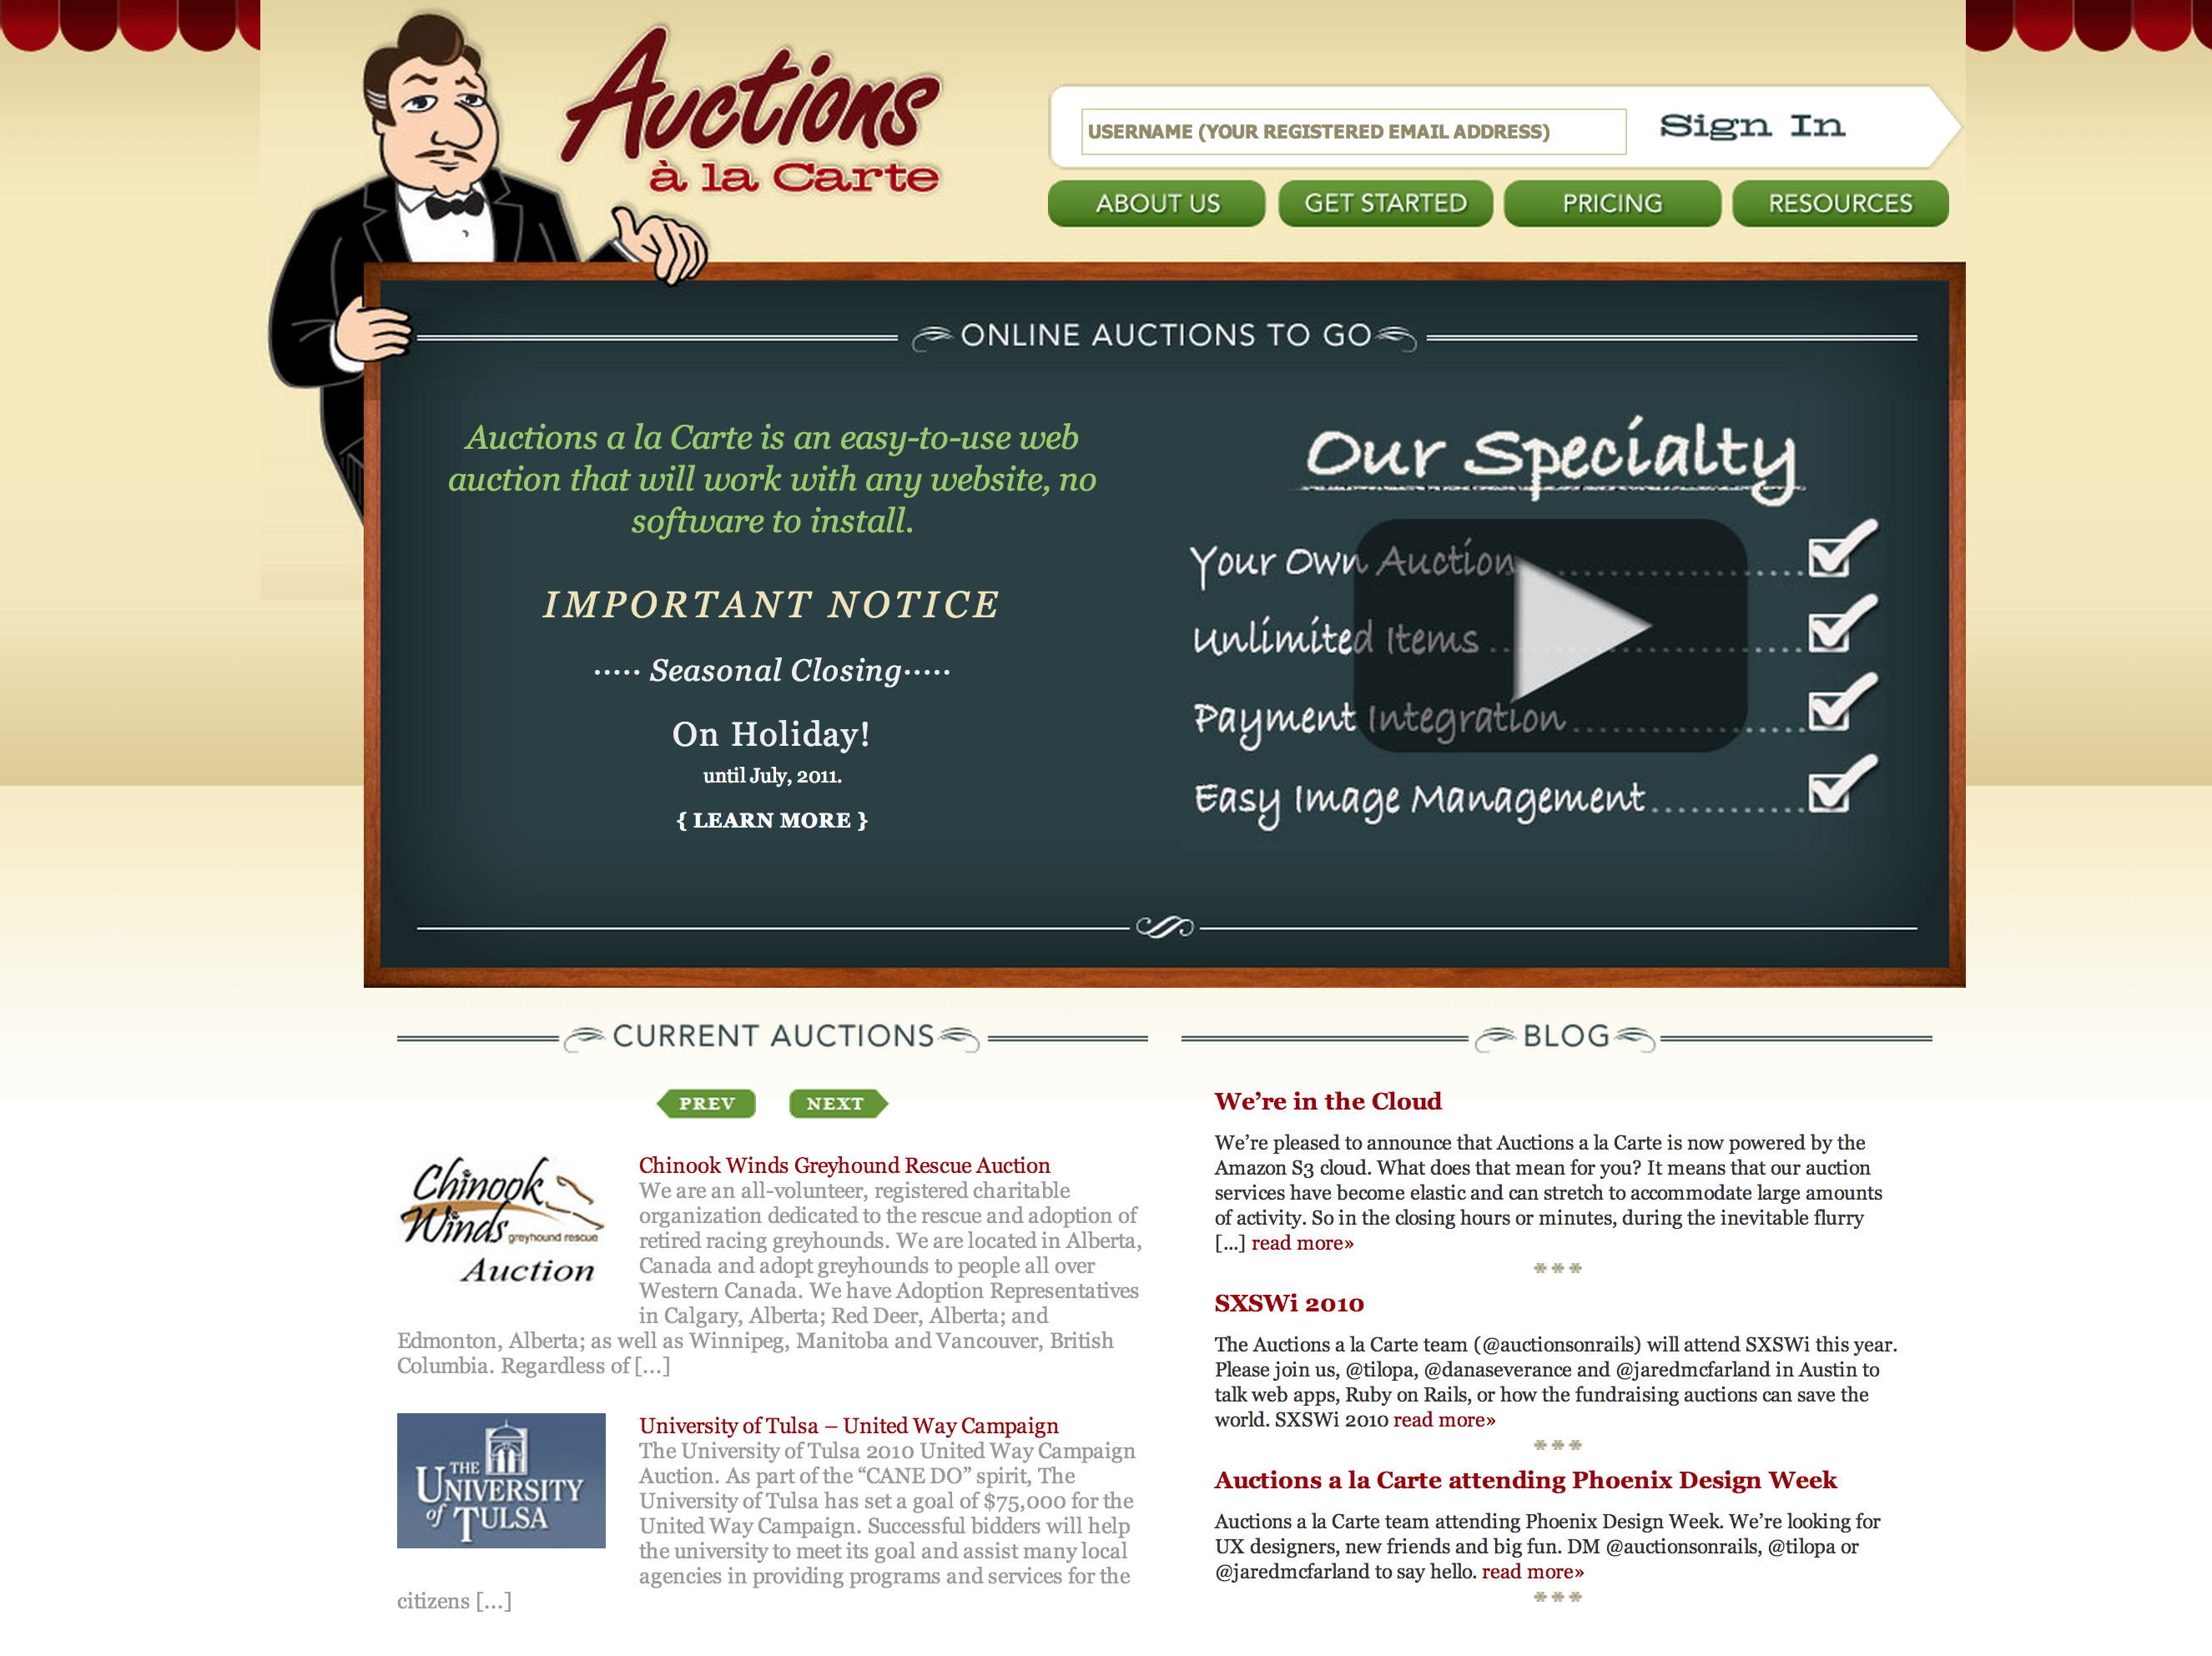 Auctions
à la Carte
USERNAME (YOUR REGISTERED EMAIL ADDRESS)
Sign In
ABOUT US
GET STARTED
PRICING
RESOURCES
ONLINE AUCTIONS TO GO
Auctions a la Carte is an easy-to-use web
auction that will work with any website, no
software to install.
IMPORTANT NOTICE
····· Seasonal Closing·····
On Holiday!
until July, 2011.
{ LEARN MORE }
Our Specialty
Your Own Auction
Unlimited Items
Payment Integration
Easy Image Management
CURRENT AUCTIONS
PREV
NEXT
Chinook
Winds
greyhound rescue
Auction
Chinook Winds Greyhound Rescue Auction
We are an all-volunteer, registered charitable
organization dedicated to the rescue and adoption of
retired racing greyhounds. We are located in Alberta,
Canada and adopt greyhounds to people all over
Western Canada. We have Adoption Representatives
in Calgary, Alberta; Red Deer, Alberta; and
Edmonton, Alberta; as well as Winnipeg, Manitoba and Vancouver, British
Columbia. Regardless of [...]
THE
UNIVERSITY
of TULSA
University of Tulsa – United Way Campaign
The University of Tulsa 2010 United Way Campaign
Auction. As part of the “CANE DO” spirit, The
University of Tulsa has set a goal of $75,000 for the
United Way Campaign. Successful bidders will help
the university to meet its goal and assist many local
agencies in providing programs and services for the
citizens [...]
BLOG
We’re in the Cloud
We’re pleased to announce that Auctions a la Carte is now powered by the
Amazon S3 cloud. What does that mean for you? It means that our auction
services have become elastic and can stretch to accommodate large amounts
of activity. So in the closing hours or minutes, during the inevitable flurry
[...] read more»
***
SXSWi 2010
The Auctions a la Carte team (@auctionsonrails) will attend SXSWi this year.
Please join us, @tilopa, @danaseverance and @jaredmcfarland in Austin to
talk web apps, Ruby on Rails, or how the fundraising auctions can save the
world. SXSWi 2010 read more»
***
Auctions a la Carte attending Phoenix Design Week
Auctions a la Carte team attending Phoenix Design Week. We’re looking for
UX designers, new friends and big fun. DM @auctionsonrails, @tilopa or
@jaredmcfarland to say hello. read more»
***